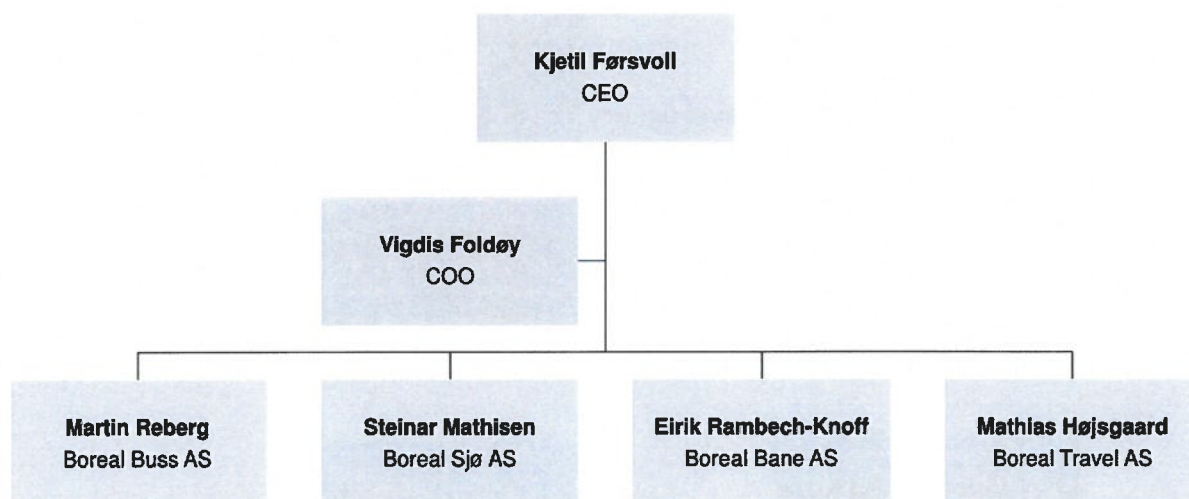 Kjetil Førsvoll
CEO
Vigdis Foldøy
COO
Martin Reberg
Boreal Buss AS
Steinar Mathisen
Boreal Sjø AS
Eirik Rambech-Knoff
Boreal Bane AS
Mathias Højsgaard
Boreal Travel AS